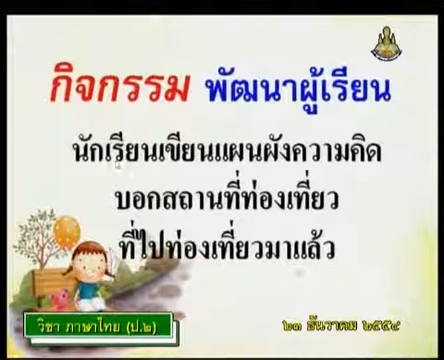 กิจกรรม พัฒนาผู้เรียน
นักเรียนเขียนแผนผังความคิด
บอกสถานที่ท่องเที่ยว
ที่ไปท่องเที่ยวมาแล้ว
วิชา ภาษาไทย (ป.๒)
๒๓ ธันวาคม ๒๕๕๔